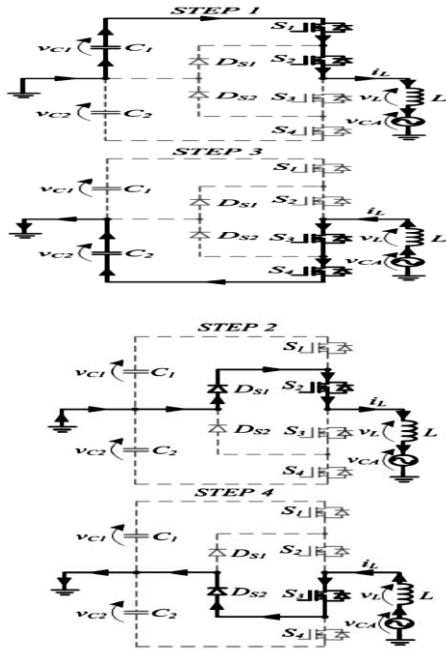 STEP 1
S1
vC1 C1
S2
DS1
iL
vC2 C2
DS2
S3
vL L
S4
vCA
STEP 3
S1
vC1 C1
S2
DS1
iL
vC2 C2
DS2
S3
vL L
S4
vCA
STEP 2
S1
vC1 C1
DS1
S2
iL
vC2 C2
DS2
S3
vL L
S4
vCA
STEP 4
S1
vC1 C1
DS1
S2
iL
vC2 C2
DS2
S3
vL L
S4
vCA